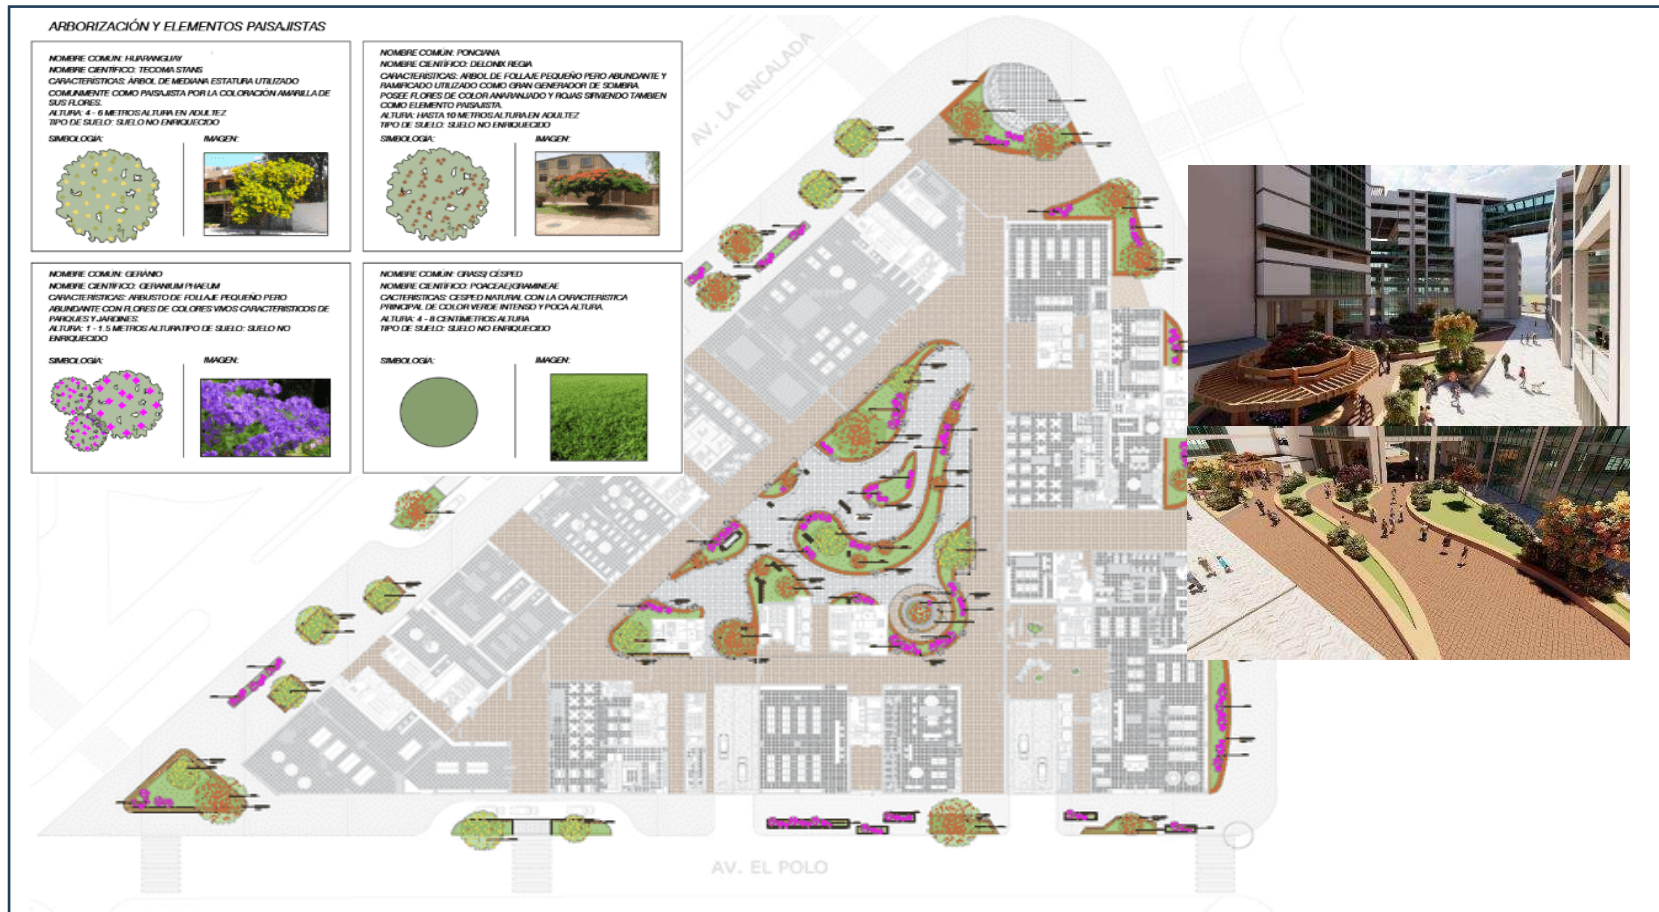 ARBORIZACIÓN Y ELEMENTOS PAISAJISTAS
NOMBRE COMÚN: HUARANGUAY
NOMBRE CIENTÍFICO: TECOMA STANS
CARACTERÍSTICAS: ÁRBOL DE MEDIANA ESTATURA UTILIZADO
COMUNMENTE COMO PAISAJISTA POR LA COLORACIÓN AMARILLA DE
SUS FLORES.
ALTURA: 4 - 6 METROS ALTURA EN ADULTEZ
TIPO DE SUELO: SUELO NO ENRIQUECIDO
SIMBOLOGÍA:
IMAGEN:
NOMBRE COMÚN: PONCIANA
NOMBRE CIENTÍFICO: DELONIX REGIA
CARACTERÍSTICAS: ARBOL DE FOLLAJE PEQUEÑO PERO ABUNDANTE Y
RAMIFICADO UTILIZADO COMO GRAN GENERADOR DE SOMBRA.
POSEE FLORES DE COLOR ANARANJADO Y ROJAS SIRVIENDO TAMBIEN
COMO ELEMENTO PAISAJISTA.
ALTURA: HASTA 10 METROS ALTURA EN ADULTEZ
TIPO DE SUELO: SUELO NO ENRIQUECIDO
SIMBOLOGÍA:
IMAGEN:
NOMBRE COMÚN: GERÁNIO
NOMBRE CIENTÍFICO: GERANIUM PHAEUM
CARACTERÍSTICAS: ARBUSTO DE FOLLAJE PEQUEÑO PERO
ABUNDANTE CON FLORES DE COLORES VIVOS CARACTERÍSTICOS DE
PARQUES Y JARDINES.
ALTURA: 1 - 1.5 METROS ALTURATIPO DE SUELO: SUELO NO
ENRIQUECIDO
SIMBOLOGÍA:
IMAGEN:
NOMBRE COMÚN: GRASS/ CÉSPED
NOMBRE CIENTÍFICO: POACEAE/GRAMINEAE
CACTERÍSTICAS: CESPED NATURAL CON LA CARACTERÍSTICA
PRINCIPAL DE COLOR VERDE INTENSO Y POCA ALTURA.
ALTURA: 4 - 8 CENTIMETROS ALTURA
TIPO DE SUELO: SUELO NO ENRIQUECIDO
SIMBOLOGÍA:
IMAGEN:
AV. LA ENCALADA
AV. EL POLO